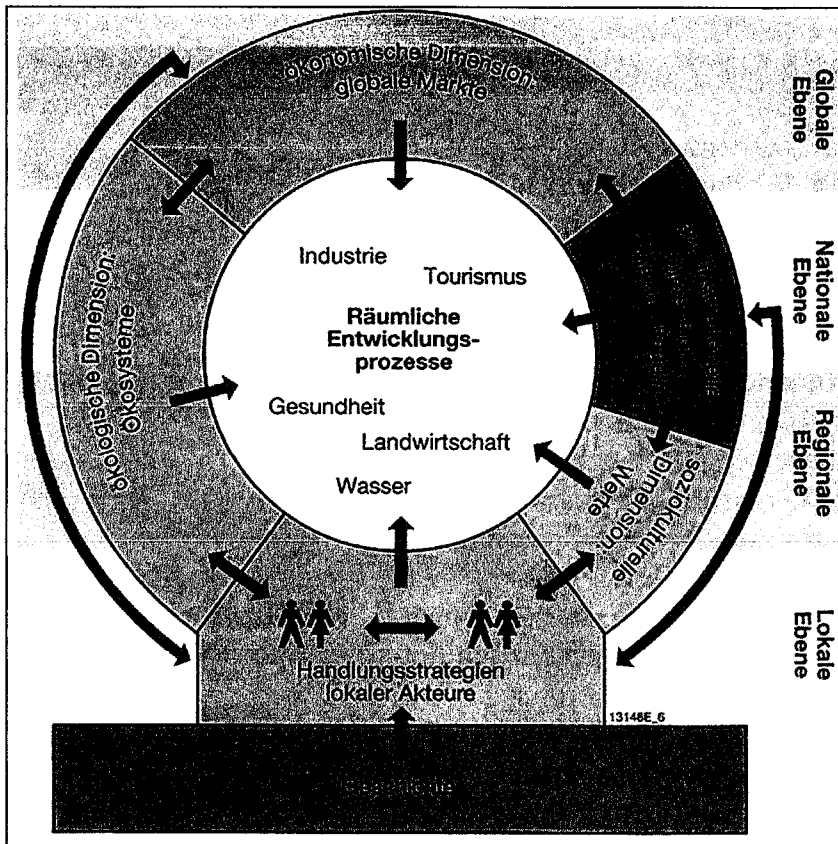 ökonomische Dimension:
globale Märkte
Globale
Ebene
Nationale
Ebene
Regionale
Ebene
Lokale
Ebene
ökologische Dimension:
Ökosysteme
soziokulturelle
Dimension:
Werte
Industrie
Tourismus
Räumliche
Entwicklungs-
prozesse
Gesundheit
Landwirtschaft
Wasser
Handlungsstrategien
lokaler Akteure
13148E_6
Geschichte